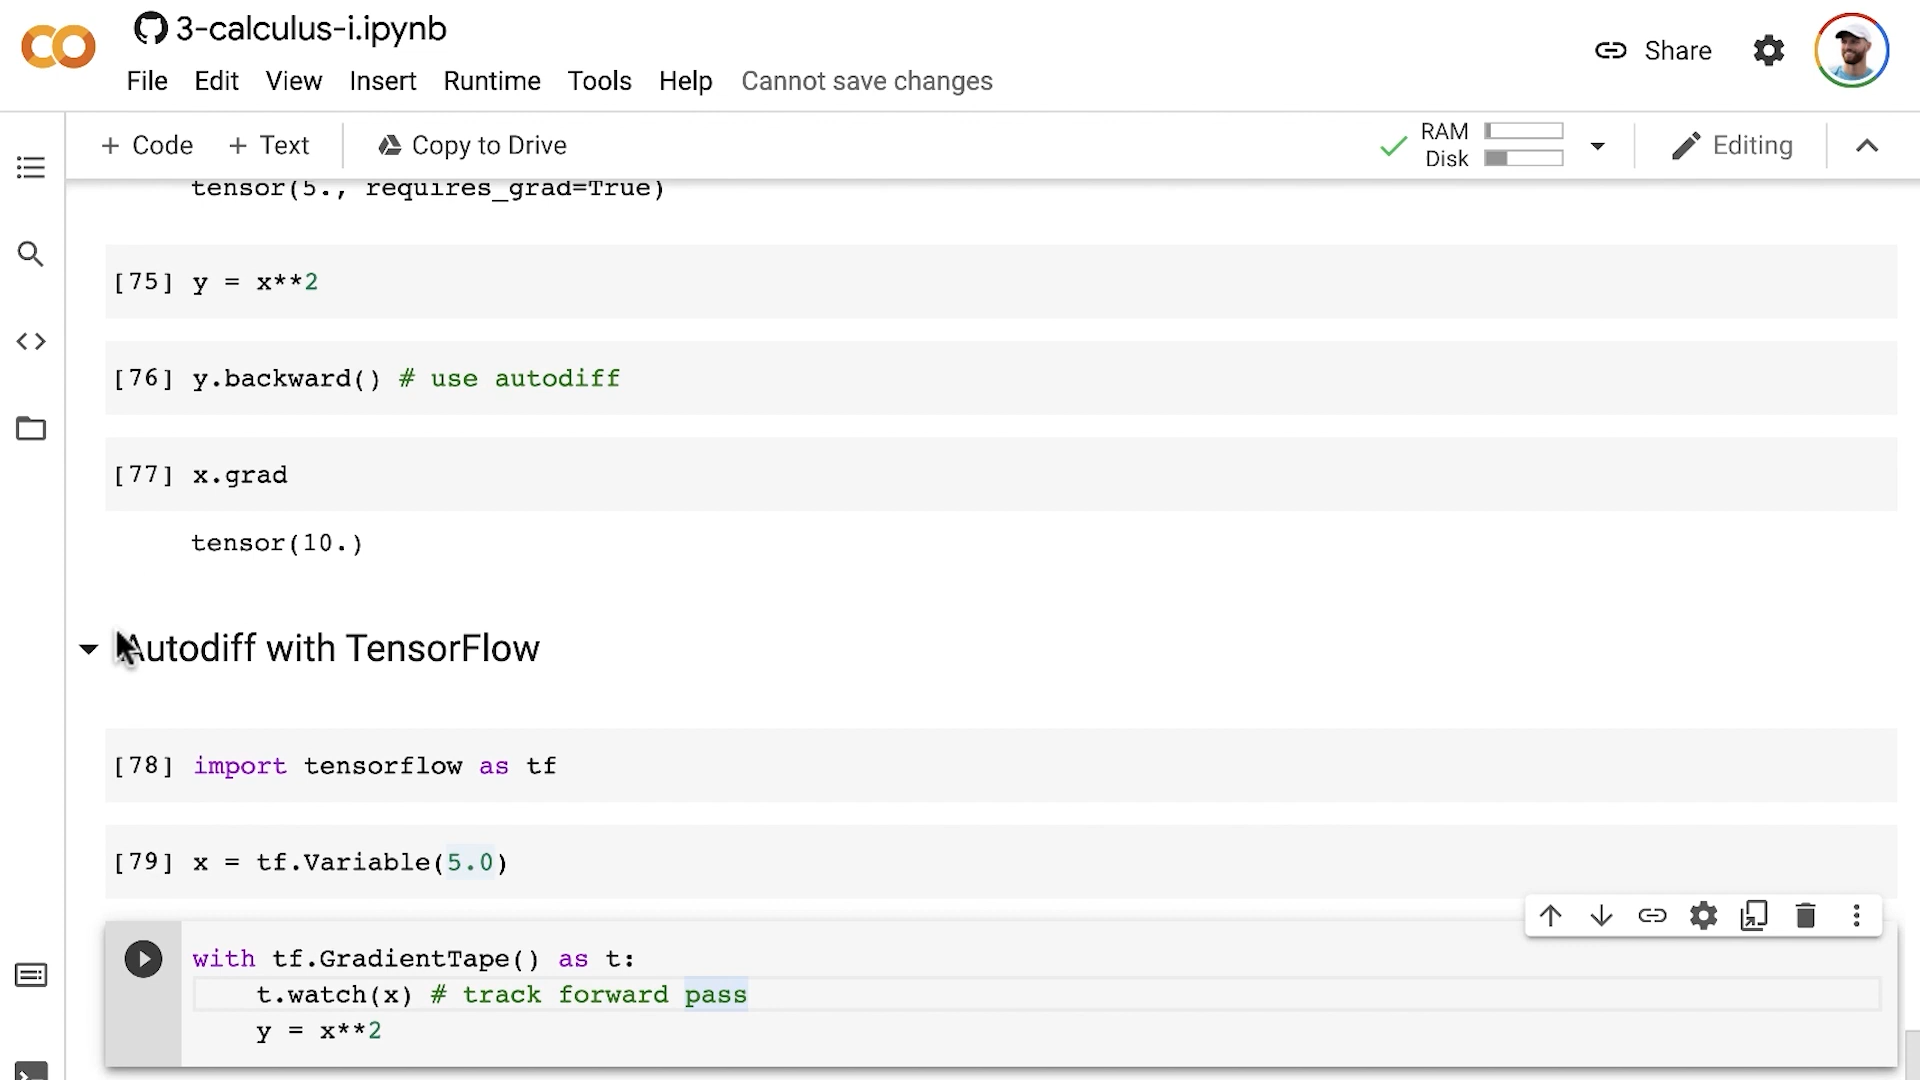 3-calculus-i.ipynb
Share
File Edit View Insert Runtime Tools Help Cannot save changes
+ Code + Text Copy to Drive
RAM
Disk
Editing
tensor(5., requires_grad=True)
[75] y = x**2
[76] y.backward() # use autodiff
[77] x.grad
tensor(10.)
Autodiff with TensorFlow
[78] import tensorflow as tf
[79] x = tf.Variable(5.0)
with tf.GradientTape() as t:
t.watch(x) # track forward pass
y = x**2